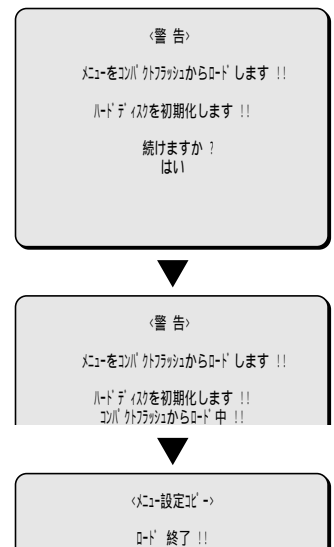 〈警 告〉
ﾒﾆｭｰをｺﾝﾊﾟｸﾄﾌﾗｯｼｭからﾛｰﾄﾞします !!
ﾊｰﾄﾞﾃﾞｨｽｸを初期化します !!
続けますか ?
はい
〈警 告〉
ﾒﾆｭｰをｺﾝﾊﾟｸﾄﾌﾗｯｼｭからﾛｰﾄﾞします !!
ﾊｰﾄﾞﾃﾞｨｽｸを初期化します !!
ｺﾝﾊﾟｸﾄﾌﾗｯｼｭからﾛｰﾄﾞ中 !!
〈ﾒﾆｭｰ設定ｺﾋﾟｰ〉
ﾛｰﾄﾞ 終了 !!